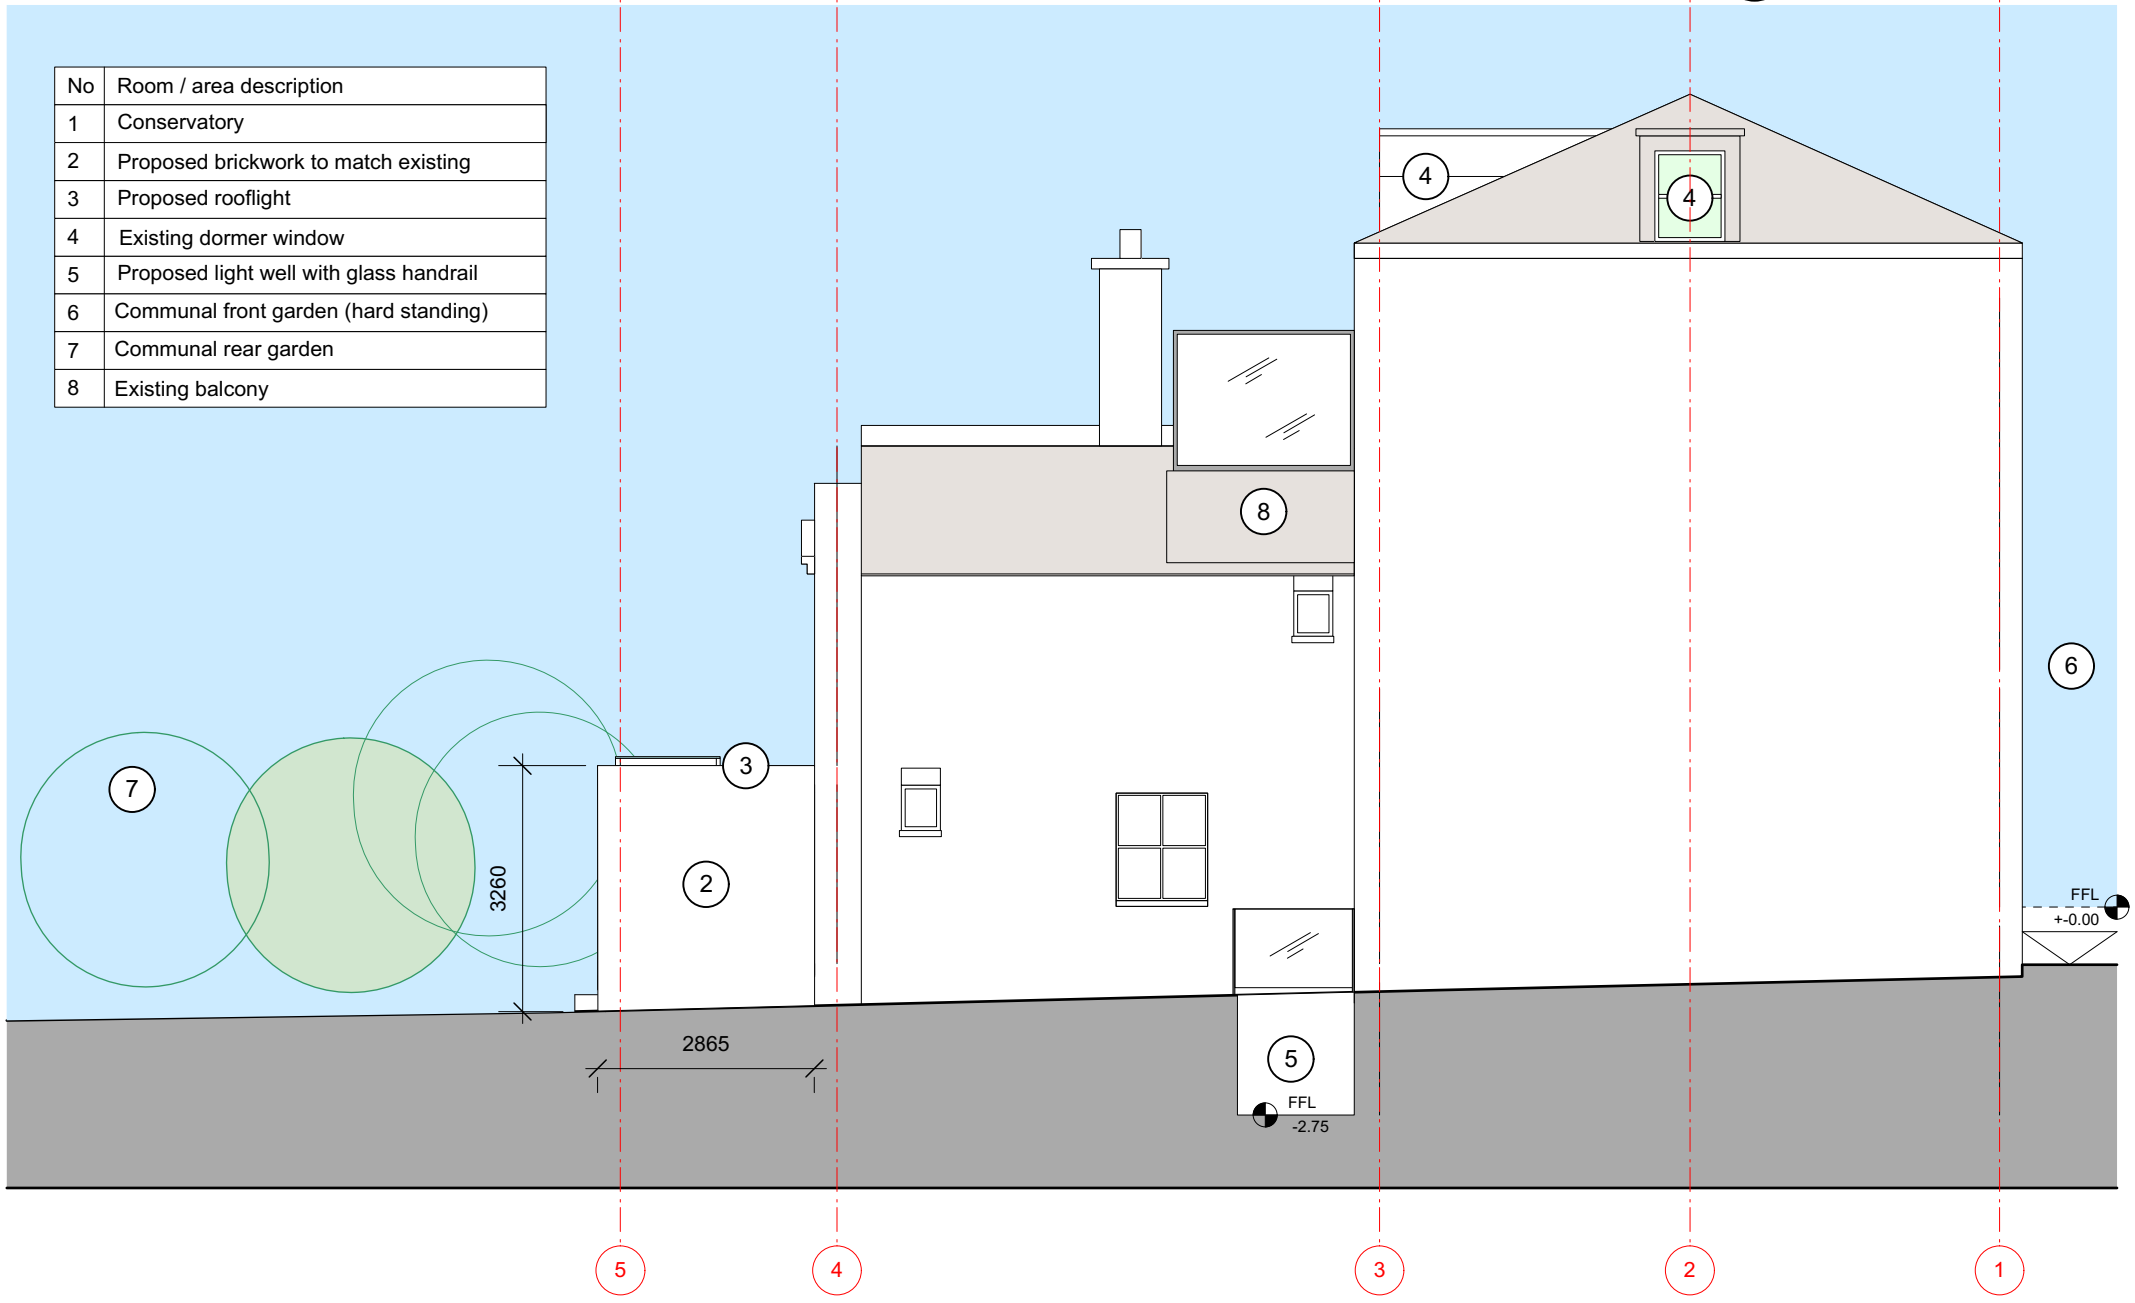 No Room / area description
1 Conservatory
2 Proposed brickwork to match existing
3 Proposed rooflight
4 Existing dormer window
5 Proposed light well with glass handrail
6 Communal front garden (hard standing)
7 Communal rear garden
8 Existing balcony
4
4
8
6
3
7
2
3260
FFL
+-0.00
2865
5
FFL
-2.75
5
4
3
2
1